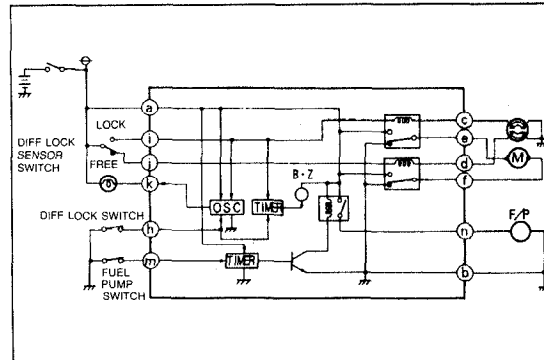 a
LOCK
i
c
e
DIFF LOCK
SENSOR
SWITCH
FREE
j
d
M
B·Z
k
OSC
TIMER
f
DIFF LOCK SWITCH
h
n
F/P
m
TIMER
b
FUEL
PUMP
SWITCH